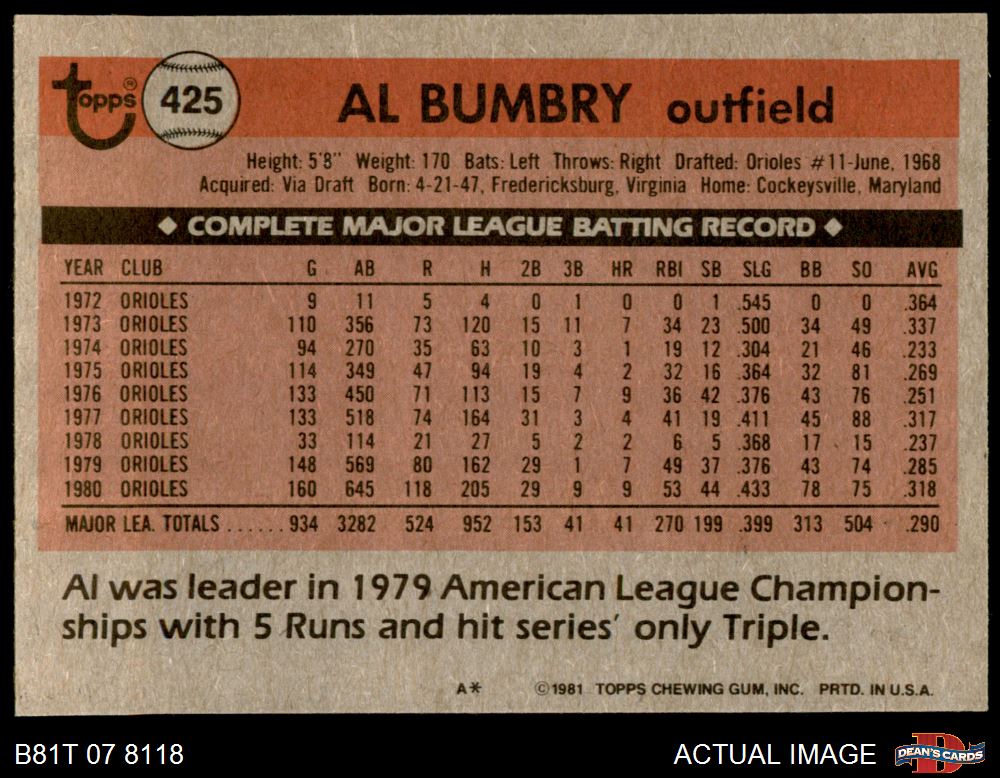 Topps® 425 AL BUMBRY outfield
Height: 5'8" Weight: 170 Bats: Left Throws: Right Drafted: Orioles #11-June, 1968
Acquired: Via Draft Born: 4-21-47, Fredericksburg, Virginia Home: Cockeysville, Maryland
◆ COMPLETE MAJOR LEAGUE BATTING RECORD ◆
YEAR CLUB G AB R H 2B 3B HR RBI SB SLG BB SO AVG
1972 ORIOLES 9 11 5 4 0 1 0 0 1 .545 0 0 .364
1973 ORIOLES 110 356 73 120 15 11 7 34 23 .500 34 49 .337
1974 ORIOLES 94 270 35 63 10 3 1 19 12 .304 21 46 .233
1975 ORIOLES 114 349 47 94 19 4 2 32 16 .364 32 81 .269
1976 ORIOLES 133 450 71 113 15 7 9 36 42 .376 43 76 .251
1977 ORIOLES 133 518 74 164 31 3 4 41 19 .411 45 88 .317
1978 ORIOLES 33 114 21 27 5 2 2 6 5 .368 17 15 .237
1979 ORIOLES 148 569 80 162 29 1 7 49 37 .376 43 74 .285
1980 ORIOLES 160 645 118 205 29 9 9 53 44 .433 78 75 .318
MAJOR LEA. TOTALS ...... 934 3282 524 952 153 41 41 270 199 .399 313 504 .290
Al was leader in 1979 American League Champion-
ships with 5 Runs and hit series' only Triple.
A* ©1981 TOPPS CHEWING GUM, INC. PRTD. IN U.S.A.
B81T 07 8118 ACTUAL IMAGE DEAN'S CARDS